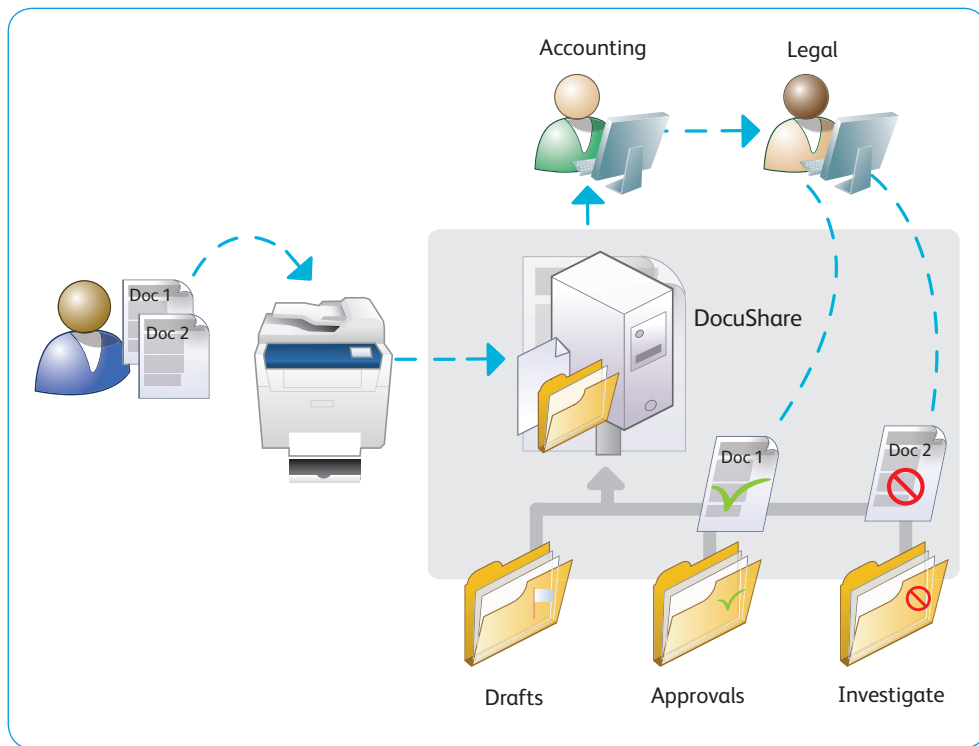 Accounting
Legal
Doc 1
Doc 2
DocuShare
Doc 1
Doc 2
Drafts
Approvals
Investigate